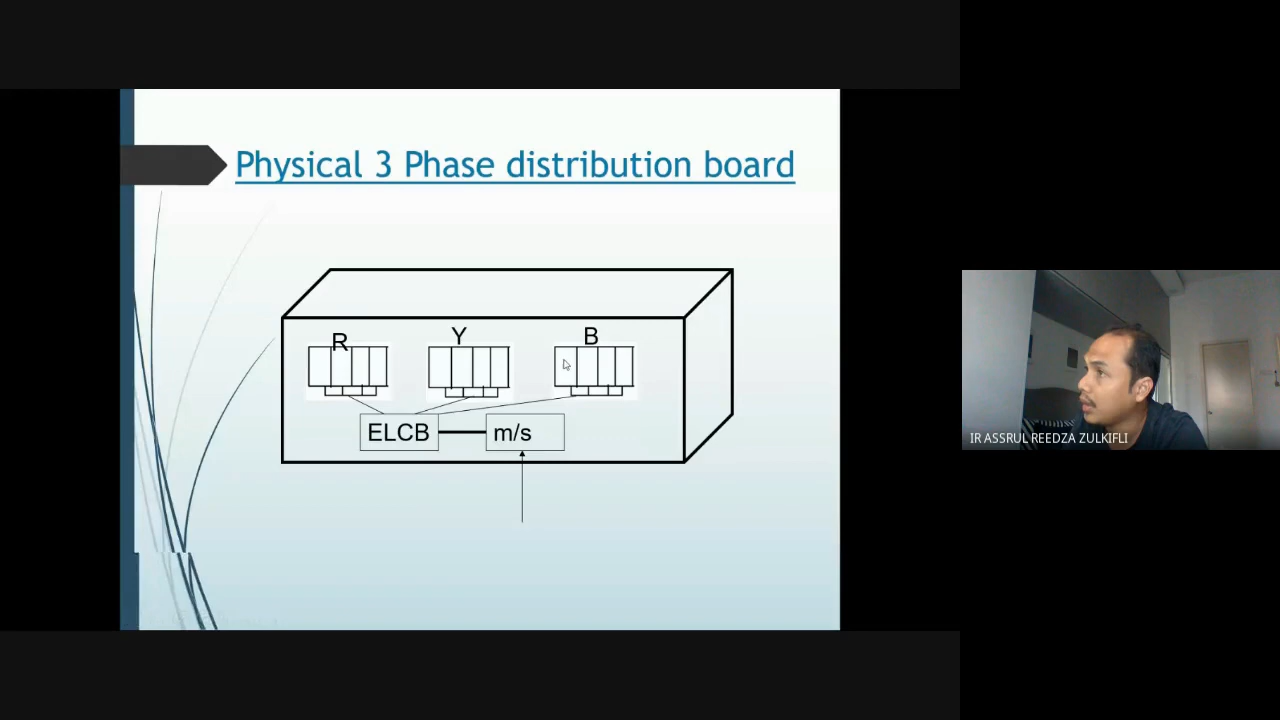 Physical 3 Phase distribution board
R
Y
B
ELCB
m/s
IR ASSRUL REEDZA ZULKIFLI